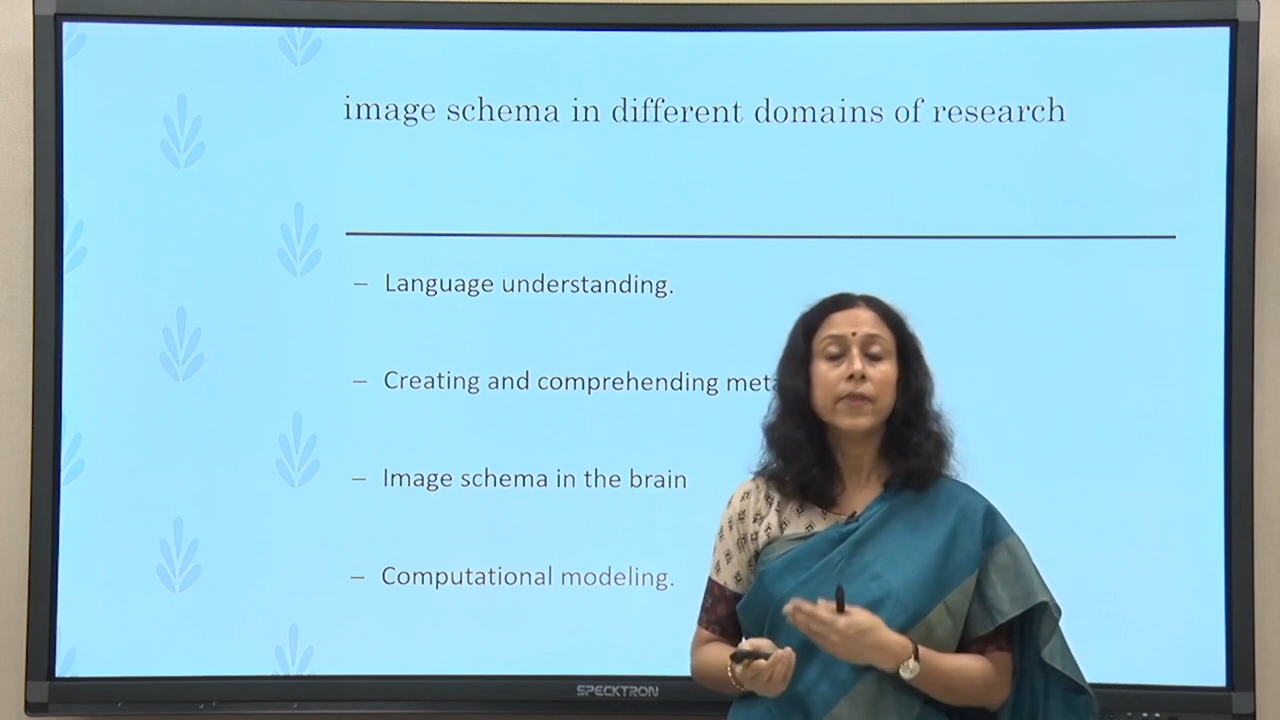 image schema in different domains of research
– Language understanding.
– Creating and comprehending
– Image schema in the brain
– Computational modeling.
SPECKTRON